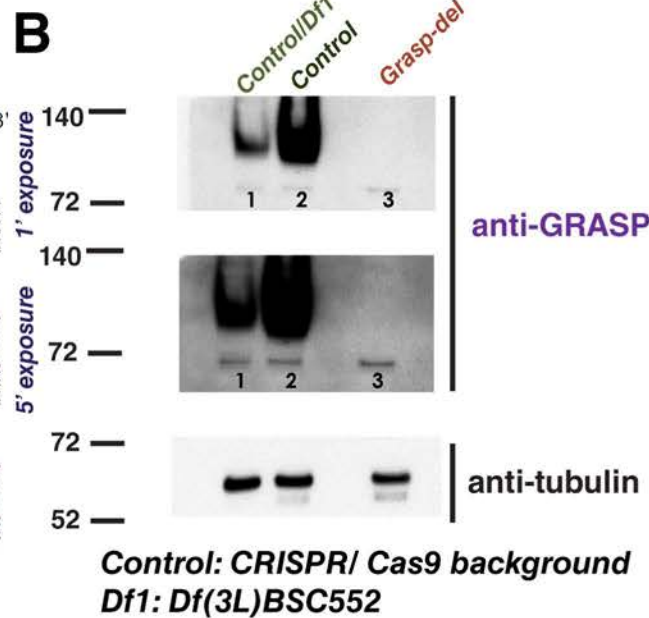 B
Control/Df1
Control
Grasp-del
140
1' exposure
72
1 2 3
anti-GRASP
140
5' exposure
72
1 2 3
72
anti-tubulin
52
Control: CRISPR/ Cas9 background
Df1: Df(3L)BSC552